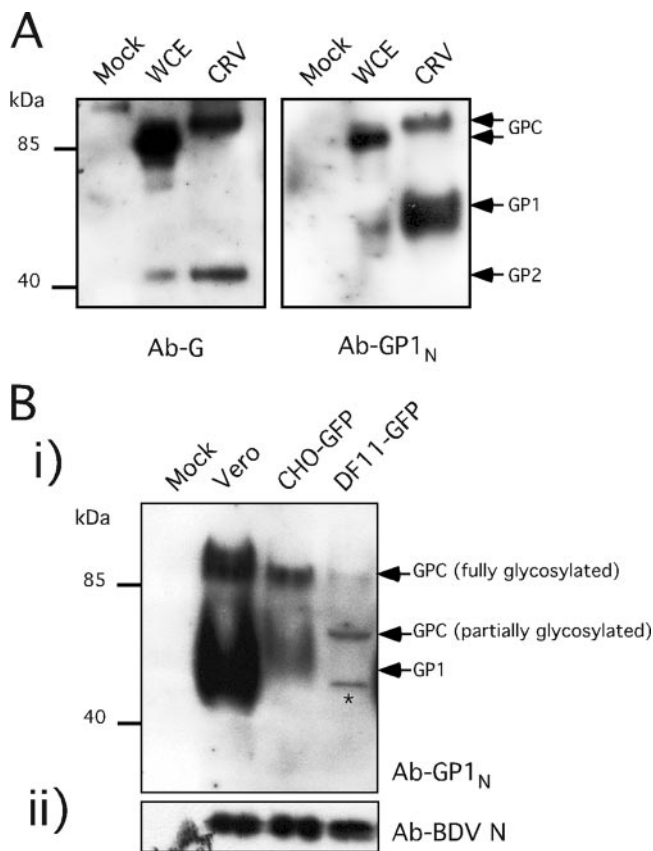 A
Mock WCE CRV Mock WCE CRV
kDa
85
40
GPC
GP1
GP2
Ab-G Ab-GP1N
B
i)
Mock Vero CHO-GFP DF11-GFP
kDa
85
40
GPC (fully glycosylated)
GPC (partially glycosylated)
GP1
*
Ab-GP1N
ii)
Ab-BDV N